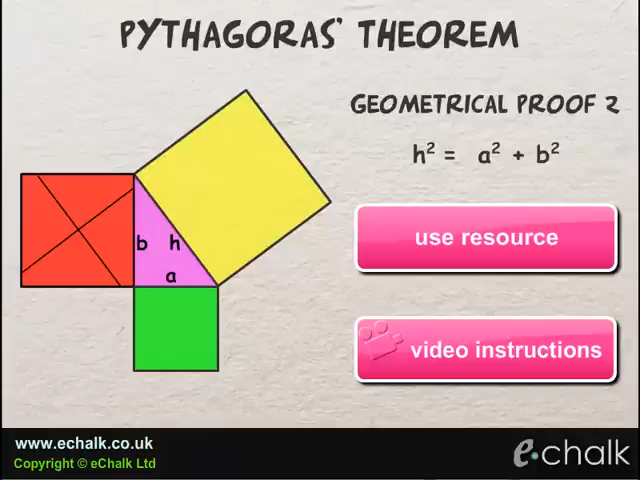 PYTHAGORAS' THEOREM
GEOMETRICAL PROOF 2
h² = a² + b²
b h
a
use resource
video instructions
www.echalk.co.uk
Copyright © eChalk Ltd
e·chalk